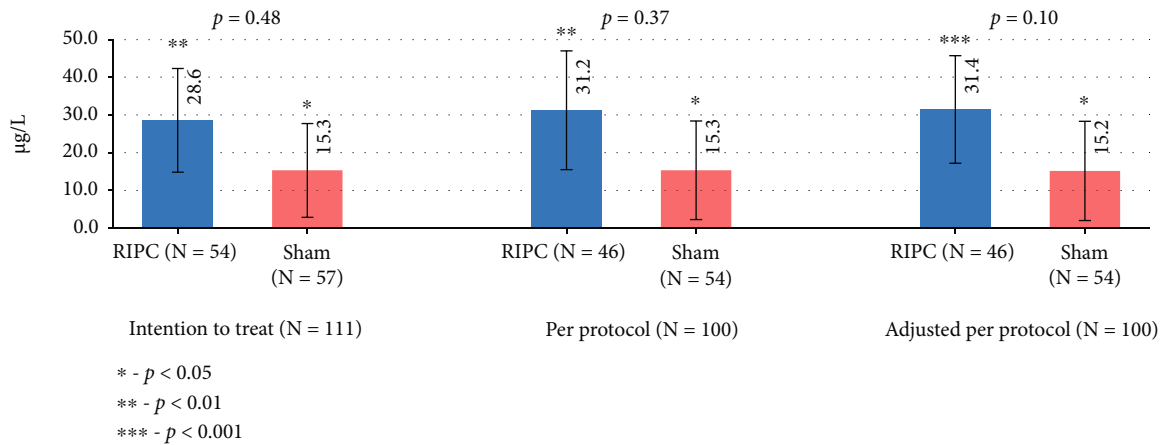 p = 0.48
p = 0.37
p = 0.10
µg/L
50.0
40.0
30.0
20.0
10.0
0.0
**
28.6
*
15.3
**
31.2
*
15.3
***
31.4
*
15.2
RIPC (N = 54)
Sham
(N = 57)
RIPC (N = 46)
Sham
(N = 54)
RIPC (N = 46)
Sham
(N = 54)
Intention to treat (N = 111)
Per protocol (N = 100)
Adjusted per protocol (N = 100)
* - p < 0.05
** - p < 0.01
*** - p < 0.001